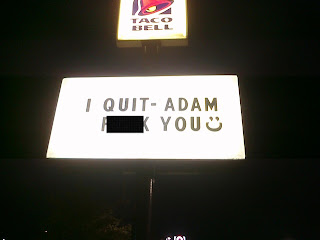 TACO
BELL
I QUIT- ADAM
F K YOU